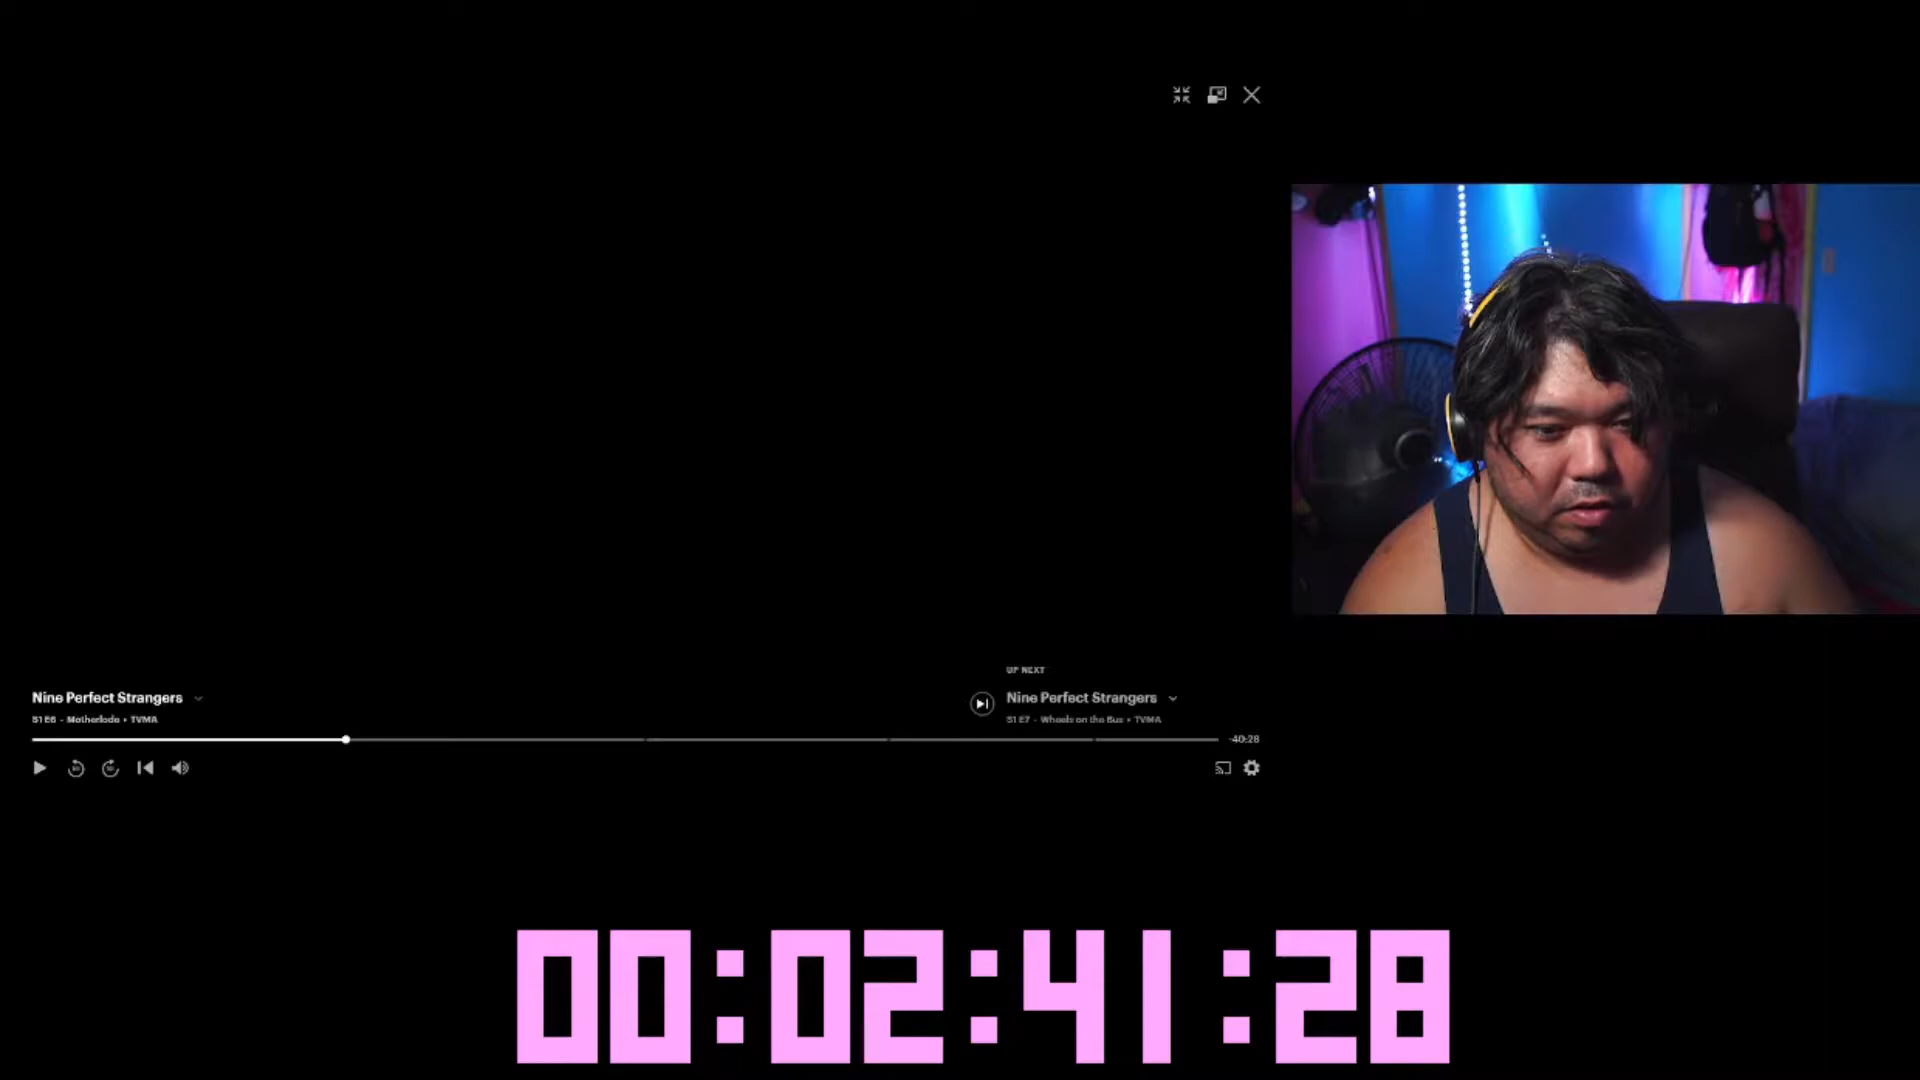 UP NEXT
Nine Perfect Strangers
S1 E6 - Motherlode • TVMA
Nine Perfect Strangers
S1 E7 - Wheels on the Bus • TVMA
-40:28
00:02:41:28